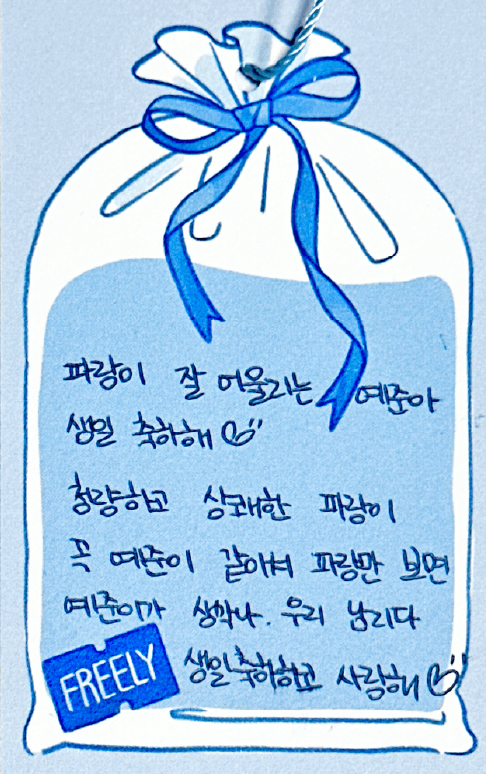 파랑이 잘 어울리는 예준아
생일 축하해
청량하고 상쾌한 파랑이
꼭 예준이 같아서 파랑만 보면
예준이가 생각나. 우리 남리다
FREELY
생일축하하고 사랑해